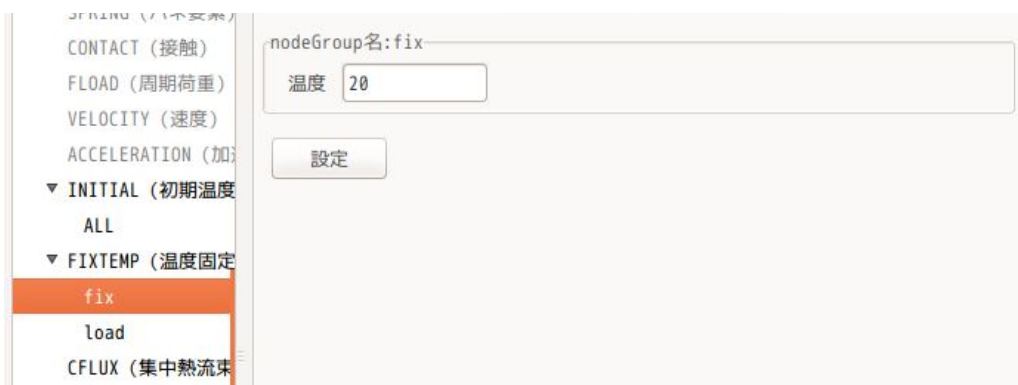 CONTACT (接触)
FLOAD (周期荷重)
VELOCITY (速度)
ACCELERATION (加
▼ INITIAL (初期温度
ALL
▼ FIXTEMP (温度固定
fix
load
CFLUX (集中熱流束
nodeGroup名:fix
温度 20
設定